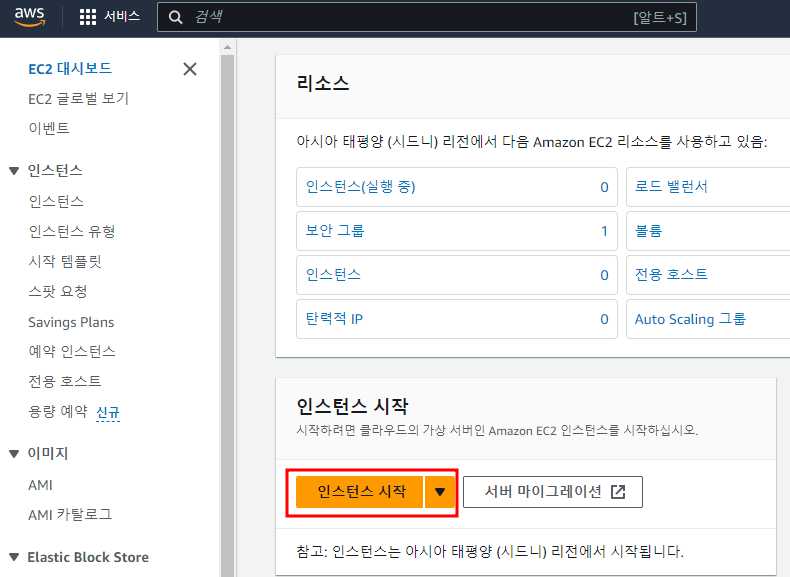 aws
서비스
검색
[알트+S]
EC2 대시보드
EC2 글로벌 보기
이벤트
인스턴스
인스턴스
인스턴스 유형
시작 템플릿
스팟 요청
Savings Plans
예약 인스턴스
전용 호스트
용량 예약 신규
이미지
AMI
AMI 카탈로그
Elastic Block Store
리소스
아시아 태평양 (시드니) 리전에서 다음 Amazon EC2 리소스를 사용하고 있음:
인스턴스(실행 중) 0
로드 밸런서
보안 그룹 1
볼륨
인스턴스 0
전용 호스트
탄력적 IP 0
Auto Scaling 그룹
인스턴스 시작
시작하려면 클라우드의 가상 서버인 Amazon EC2 인스턴스를 시작하십시오.
인스턴스 시작
서버 마이그레이션
참고: 인스턴스는 아시아 태평양 (시드니) 리전에서 시작됩니다.